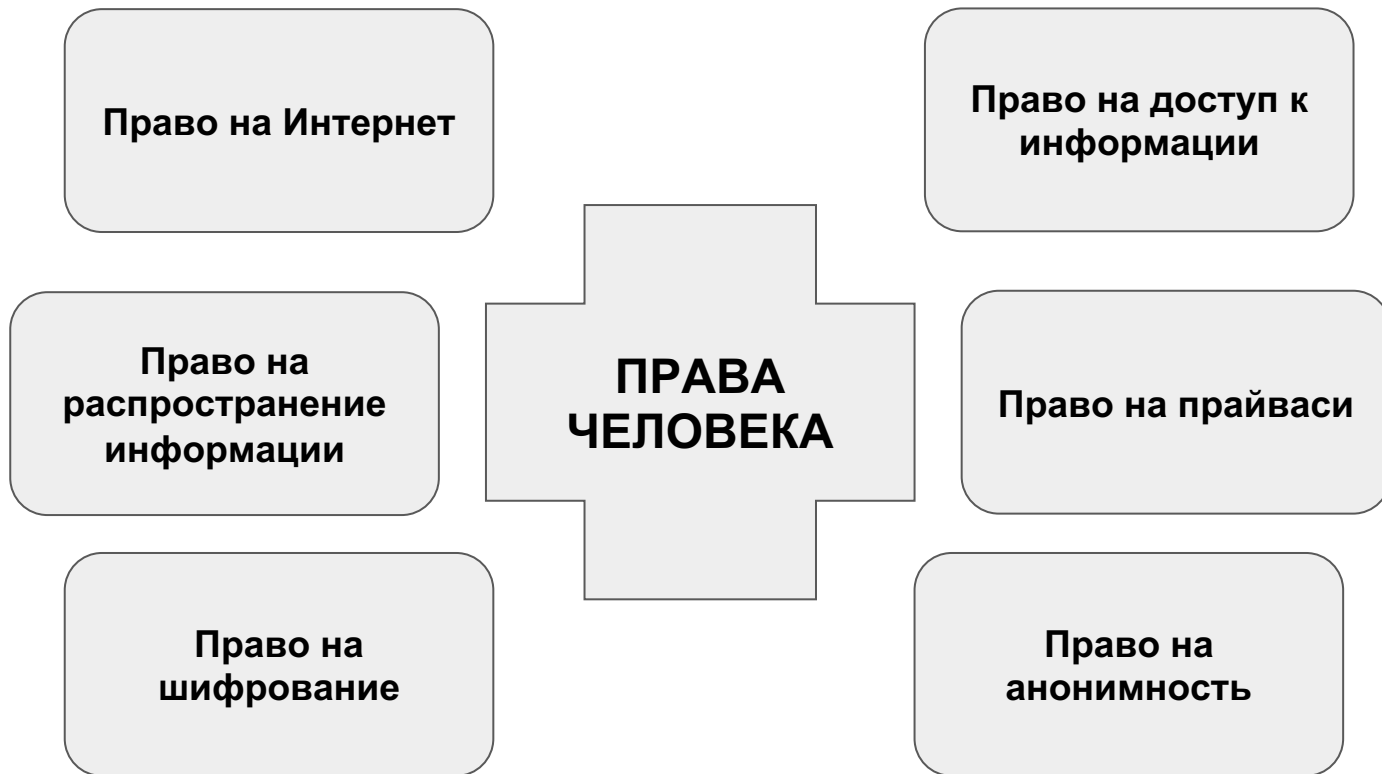 Право на Интернет
Право на доступ к
информации
Право на
распространение
информации
ПРАВА
ЧЕЛОВЕКА
Право на прайваси
Право на
шифрование
Право на
анонимность